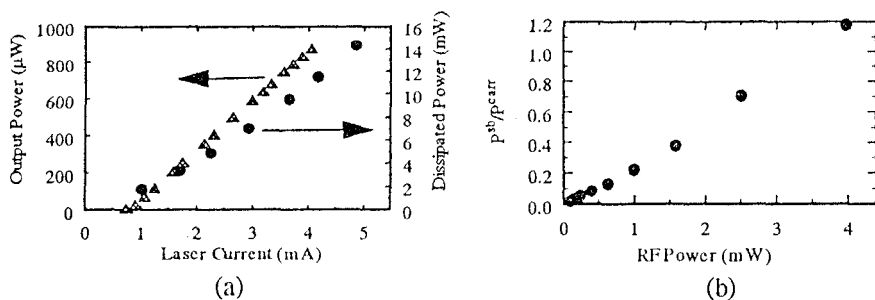 1000
800
600
400
200
0
Output Power (μW)
16
14
12
10
8
6
4
2
0
Dissipated Power (mW)
0 1 2 3 4 5
Laser Current (mA)
(a)
1.2
1.0
0.8
0.6
0.4
0.2
0.0
P^sb/P^carr
0 1 2 3 4
RF Power (mW)
(b)